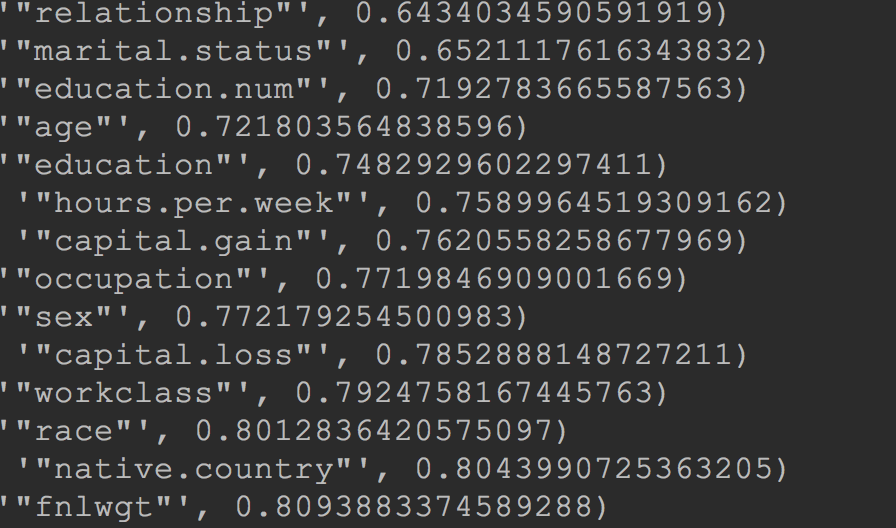 '"relationship"', 0.6434034590591919)
'"marital.status"', 0.6521117616343832)
'"education.num"', 0.7192783665587563)
'"age"', 0.721803564838596)
'"education"', 0.7482929602297411)
'"hours.per.week"', 0.7589964519309162)
'"capital.gain"', 0.7620558258677969)
'"occupation"', 0.7719846909001669)
'"sex"', 0.772179254500983)
'"capital.loss"', 0.7852888148727211)
'"workclass"', 0.7924758167445763)
'"race"', 0.8012836420575097)
'"native.country"', 0.8043990725363205)
'"fnlwgt"', 0.8093883374589288)